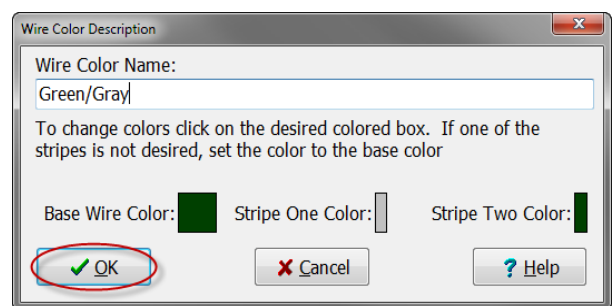 Wire Color Description
Wire Color Name:
Green/Gray
To change colors click on the desired colored box.  If one of the
stripes is not desired, set the color to the base color
Base Wire Color: Stripe One Color: Stripe Two Color:
OK Cancel ? Help